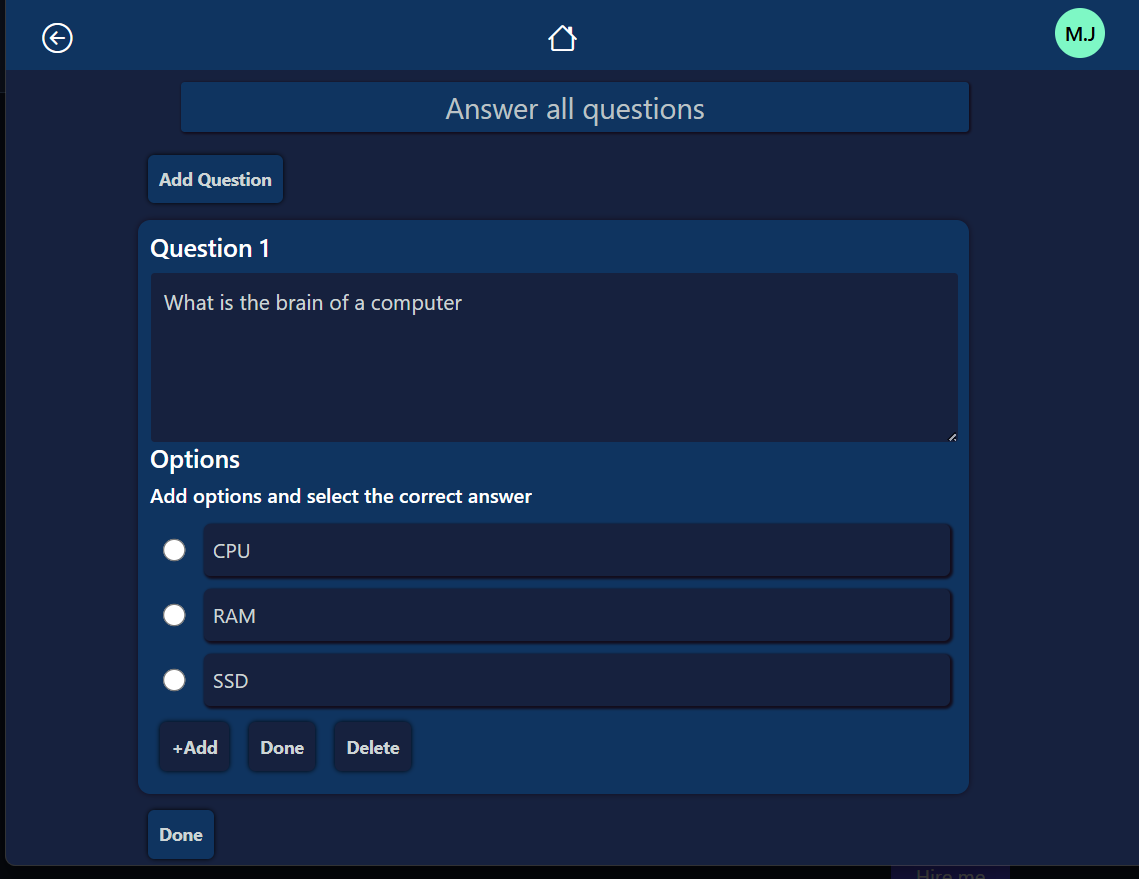 M.J
Answer all questions
Add Question
Question 1
What is the brain of a computer
Options
Add options and select the correct answer
CPU
RAM
SSD
+Add Done Delete
Done
Hire me